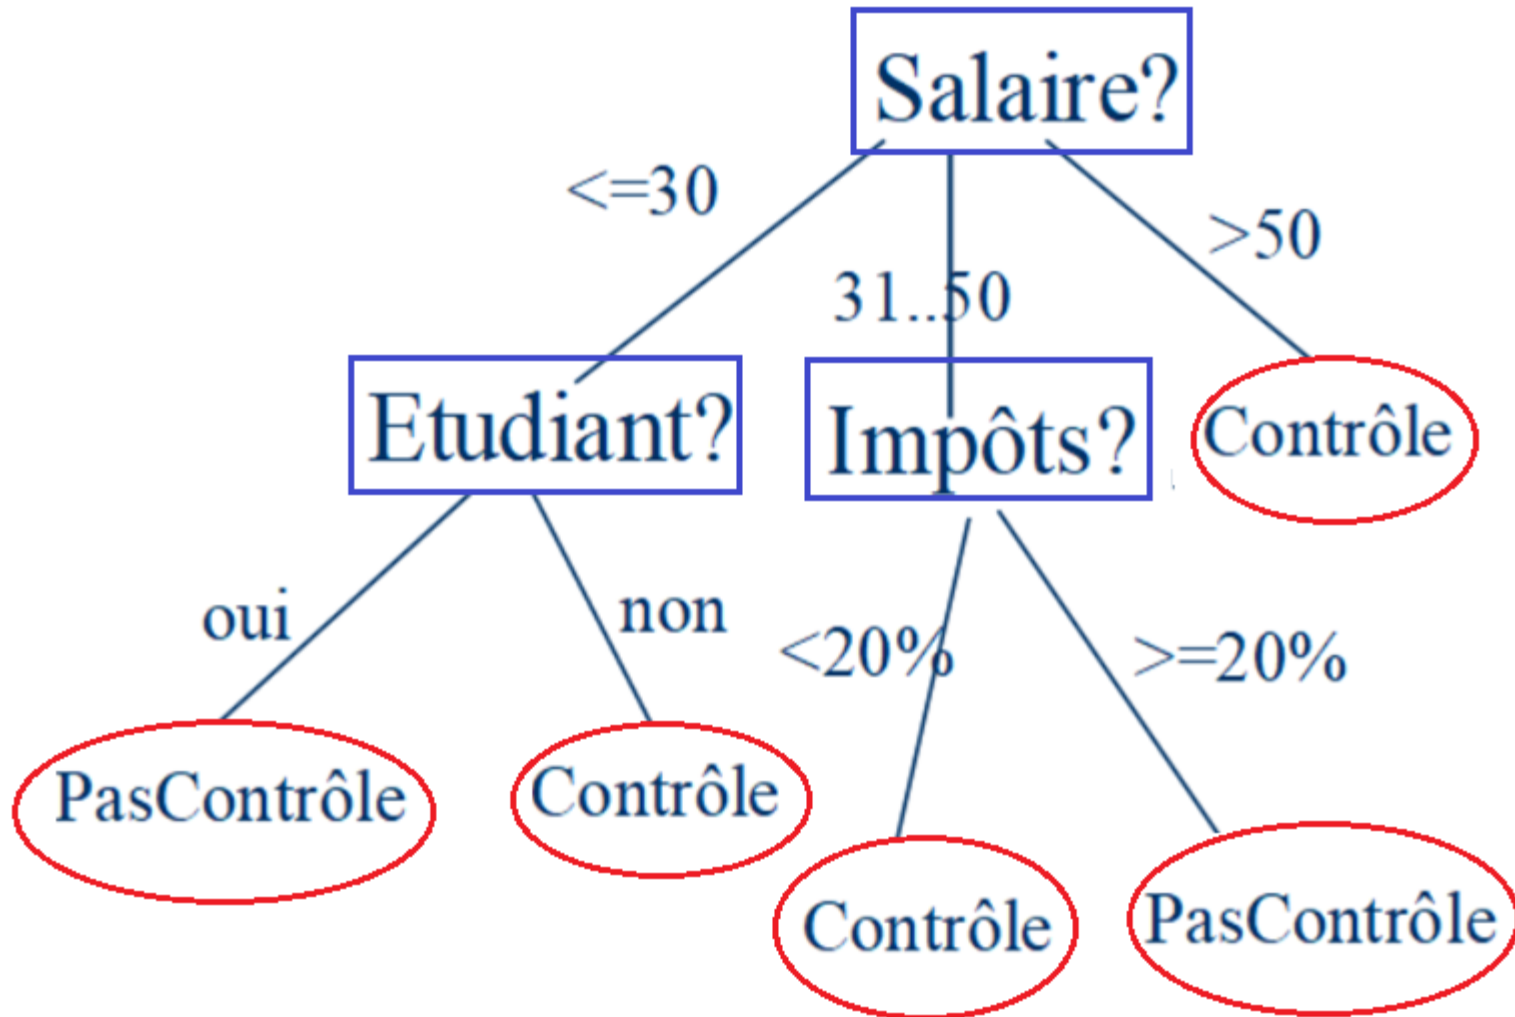 Salaire?
<=30
31..50
>50
Etudiant?
Impôts?
Contrôle
oui
non
<20%
>=20%
PasContrôle
Contrôle
Contrôle
PasContrôle